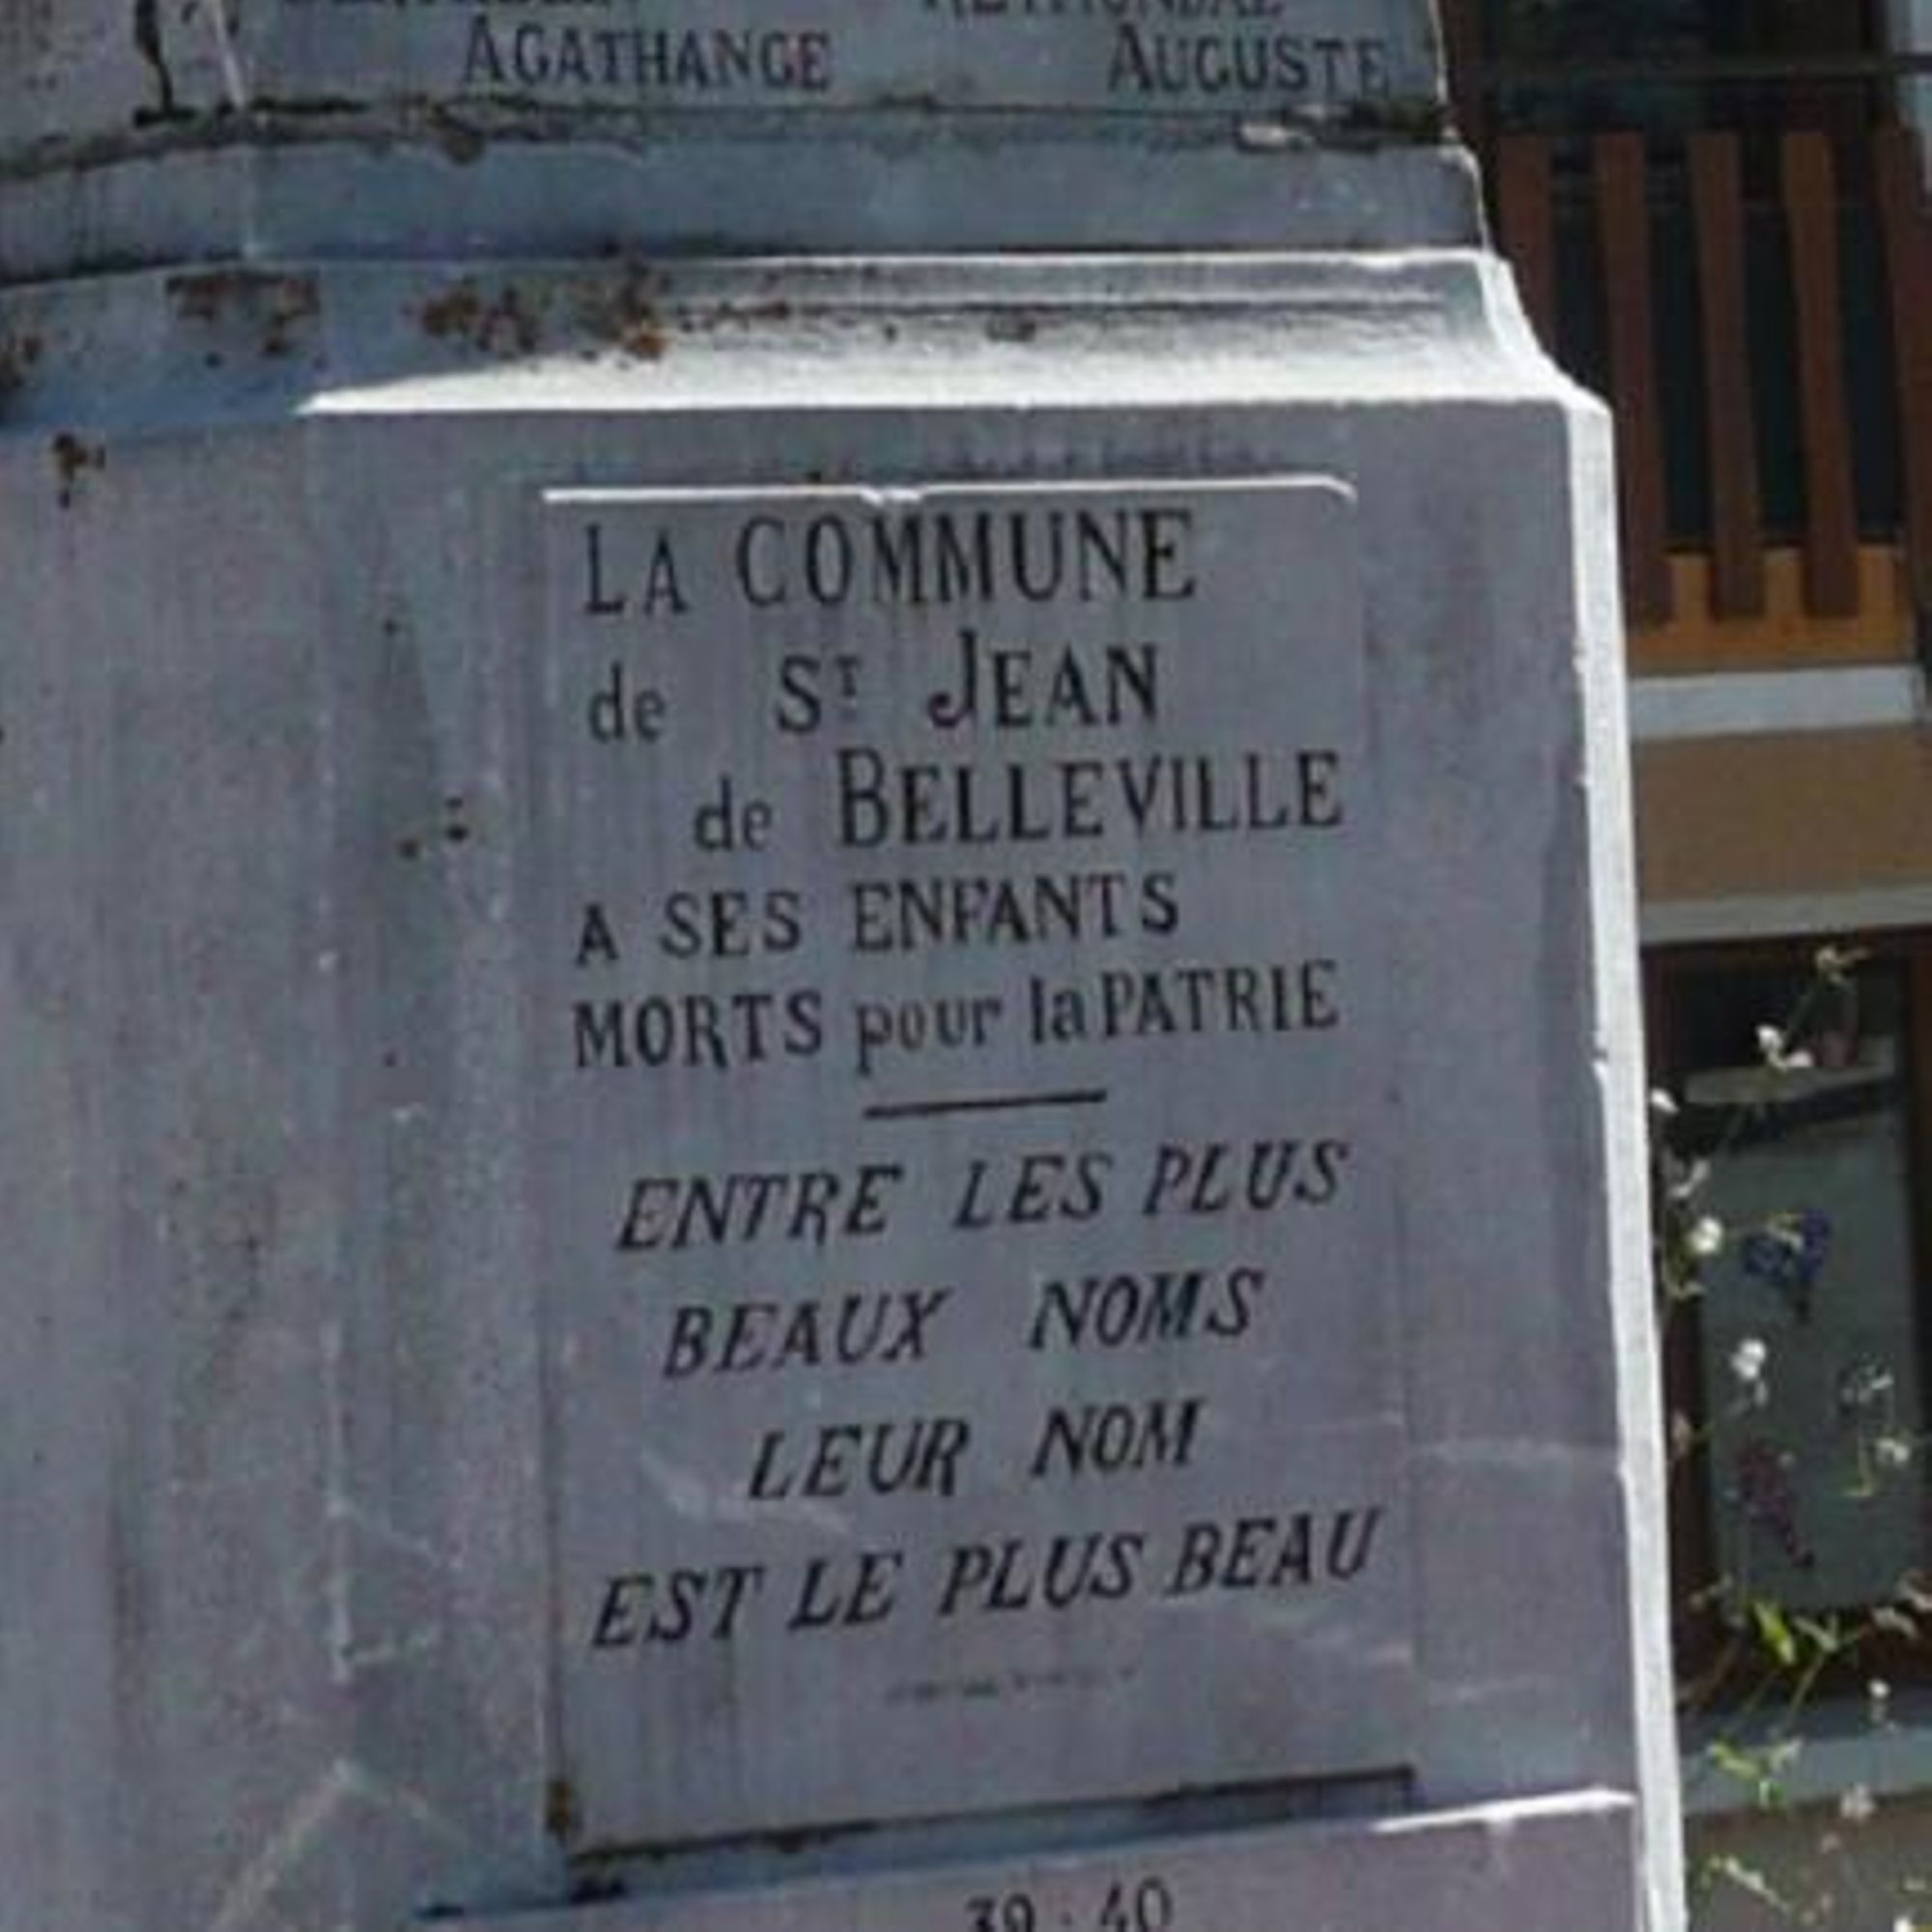 AGATHANGE AUGUSTE
LA COMMUNE
de ST JEAN
de BELLEVILLE
A SES ENFANTS
MORTS pour la PATRIE
ENTRE LES PLUS
BEAUX NOMS
LEUR NOM
EST LE PLUS BEAU
39 · 40